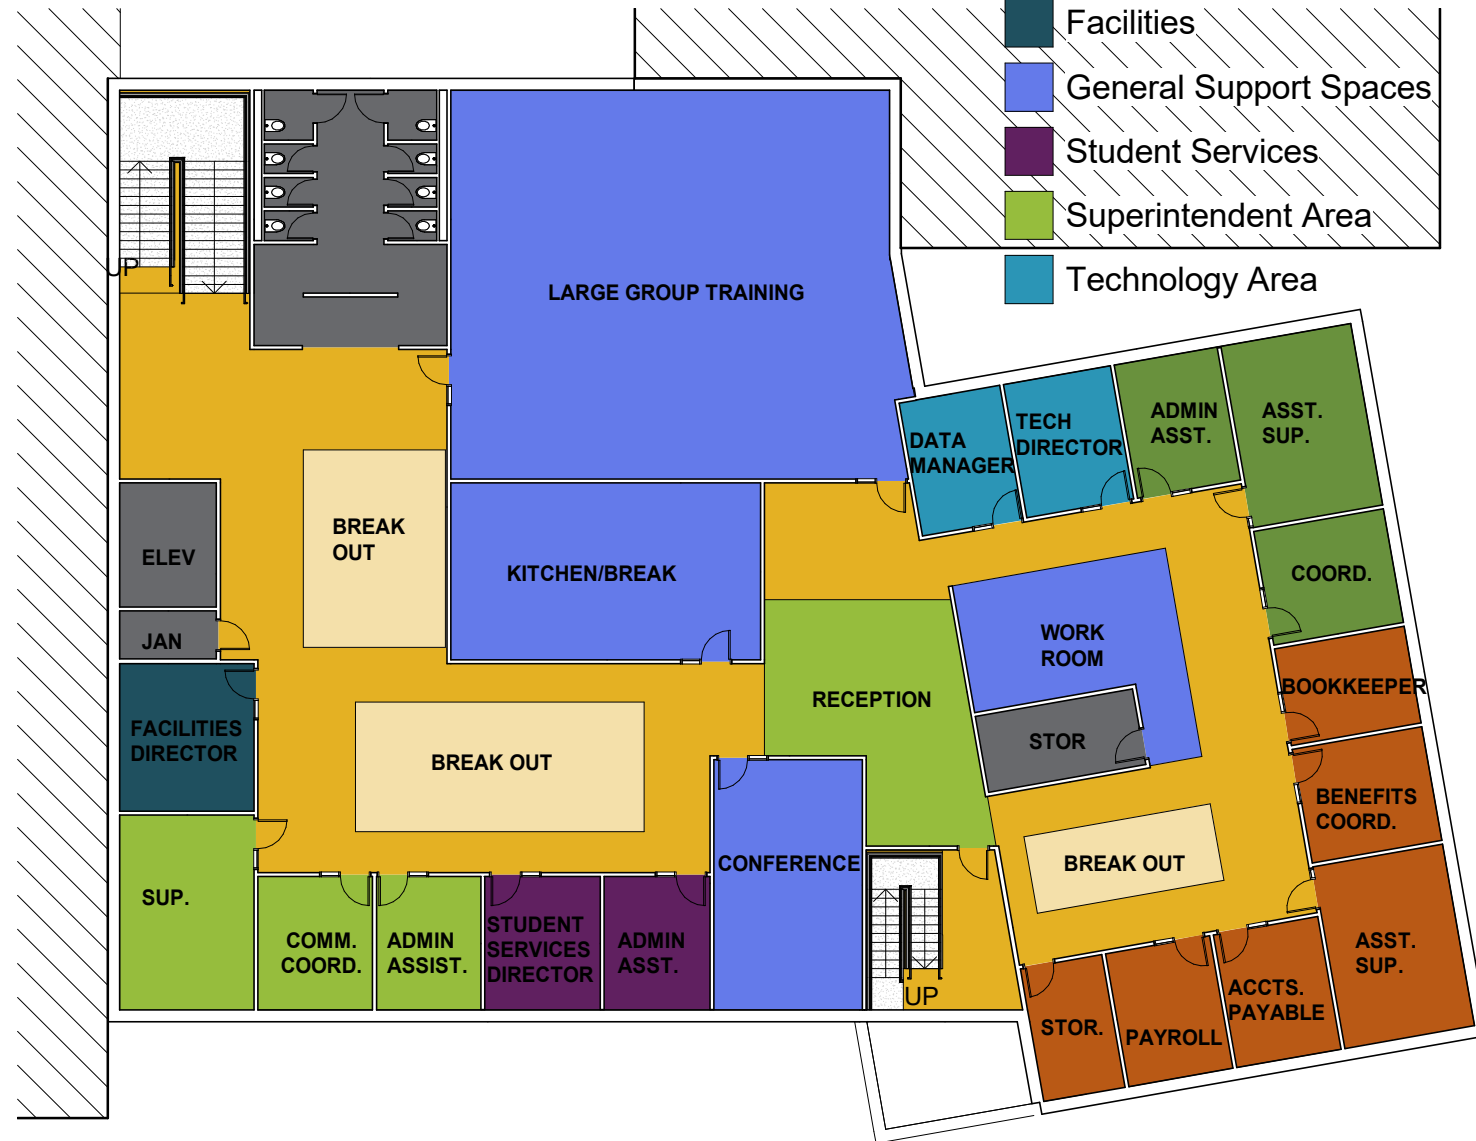 Facilities
General Support Spaces
Student Services
Superintendent Area
Technology Area
UP
LARGE GROUP TRAINING
DATA
MANAGER
TECH
DIRECTOR
ADMIN
ASST.
ASST.
SUP.
BREAK
OUT
ELEV
KITCHEN/BREAK
COORD.
JAN
WORK
ROOM
BOOKKEEPER
RECEPTION
FACILITIES
DIRECTOR
STOR
BREAK OUT
BENEFITS
COORD.
CONFERENCE
BREAK OUT
SUP.
COMM.
COORD.
ADMIN
ASSIST.
STUDENT
SERVICES
DIRECTOR
ADMIN
ASST.
UP
ASST.
SUP.
STOR.
PAYROLL
ACCTS.
PAYABLE